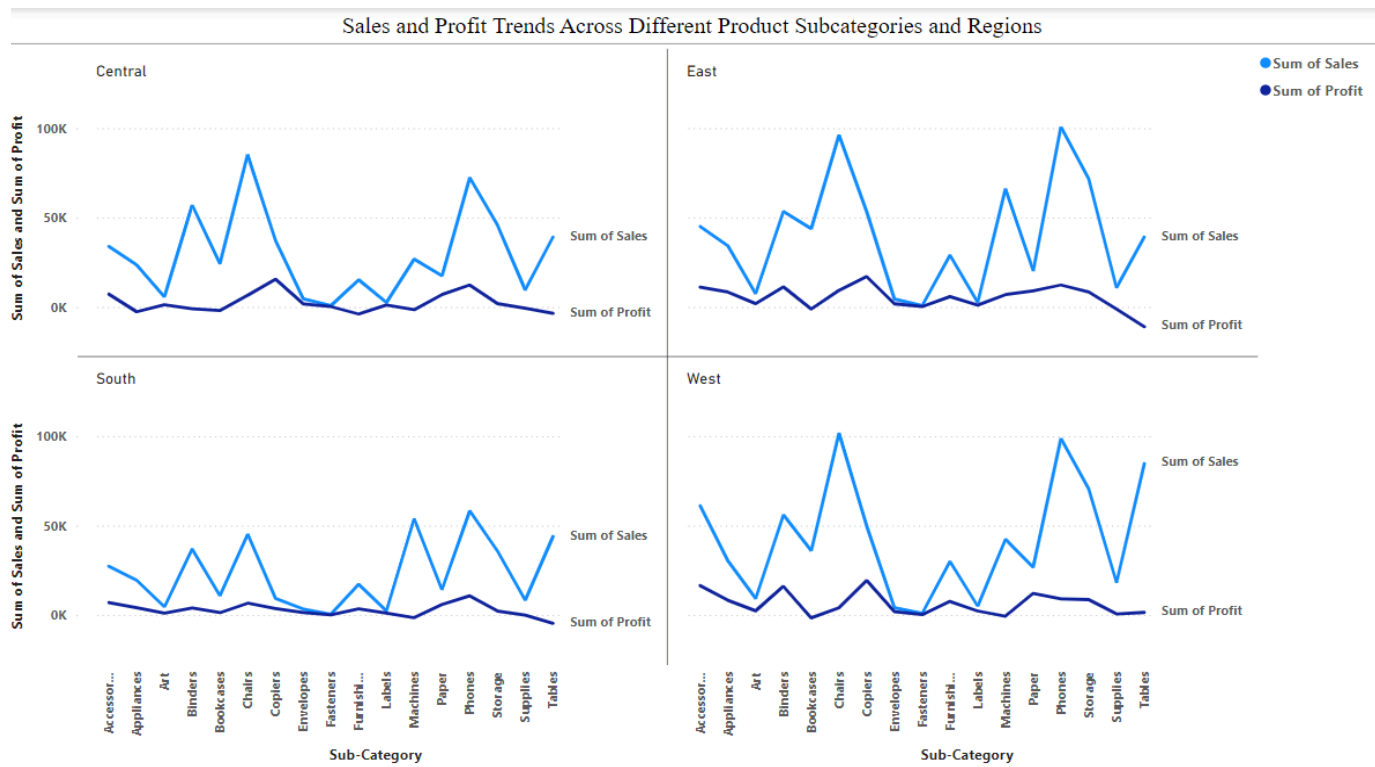 Sales and Profit Trends Across Different Product Subcategories and Regions
Central
East
Sum of Sales
Sum of Profit
Sum of Sales and Sum of Profit
100K
50K
0K
Sum of Sales
Sum of Profit
Sum of Sales
Sum of Profit
South
West
Sum of Sales and Sum of Profit
100K
50K
0K
Sum of Sales
Sum of Profit
Sum of Sales
Sum of Profit
Accessor...
Appliances
Art
Binders
Bookcases
Chairs
Copiers
Envelopes
Fasteners
Furnishi...
Labels
Machines
Paper
Phones
Storage
Supplies
Tables
Accessor...
Appliances
Art
Binders
Bookcases
Chairs
Copiers
Envelopes
Fasteners
Furnishi...
Labels
Machines
Paper
Phones
Storage
Supplies
Tables
Sub-Category
Sub-Category